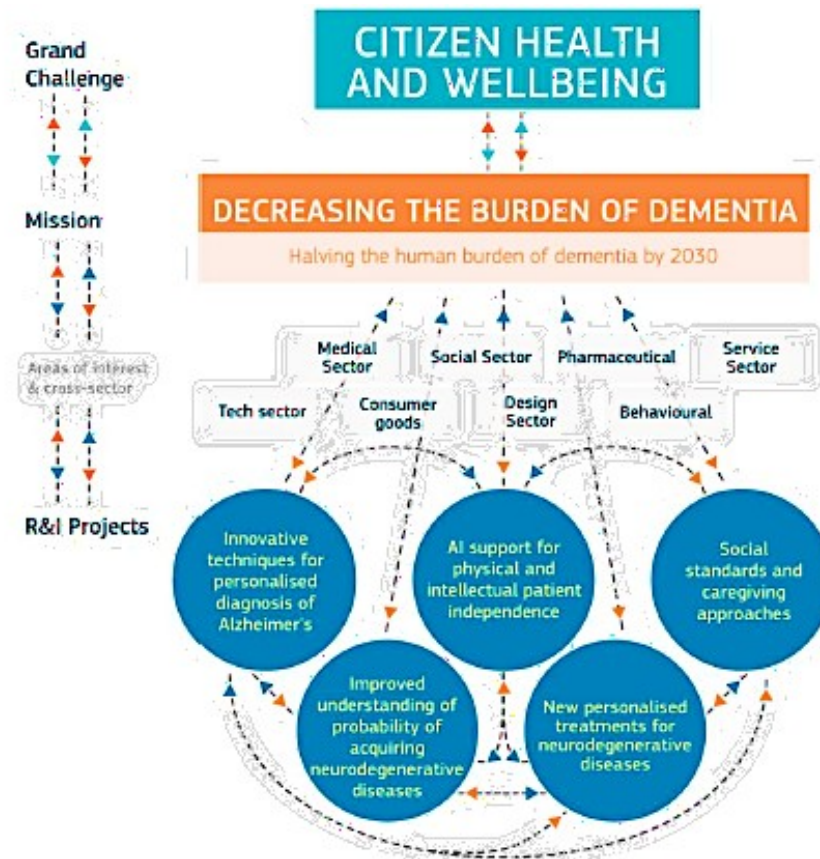 Grand
Challenge
CITIZEN HEALTH
AND WELLBEING
Mission
DECREASING THE BURDEN OF DEMENTIA
Halving the human burden of dementia by 2030
Areas of interest
& cross-sector
Medical
Sector
Social Sector
Pharmaceutical
Service
Sector
Tech sector
Consumer
goods
Design
Sector
Behavioural
R&I Projects
Innovative
techniques for
personalised
diagnosis of
Alzheimer's
AI support for
physical and
intellectual patient
independence
Social
standards and
caregiving
approaches
Improved
understanding of
probability of
acquiring
neurodegenerative
diseases
New personalised
treatments for
neurodegenerative
diseases